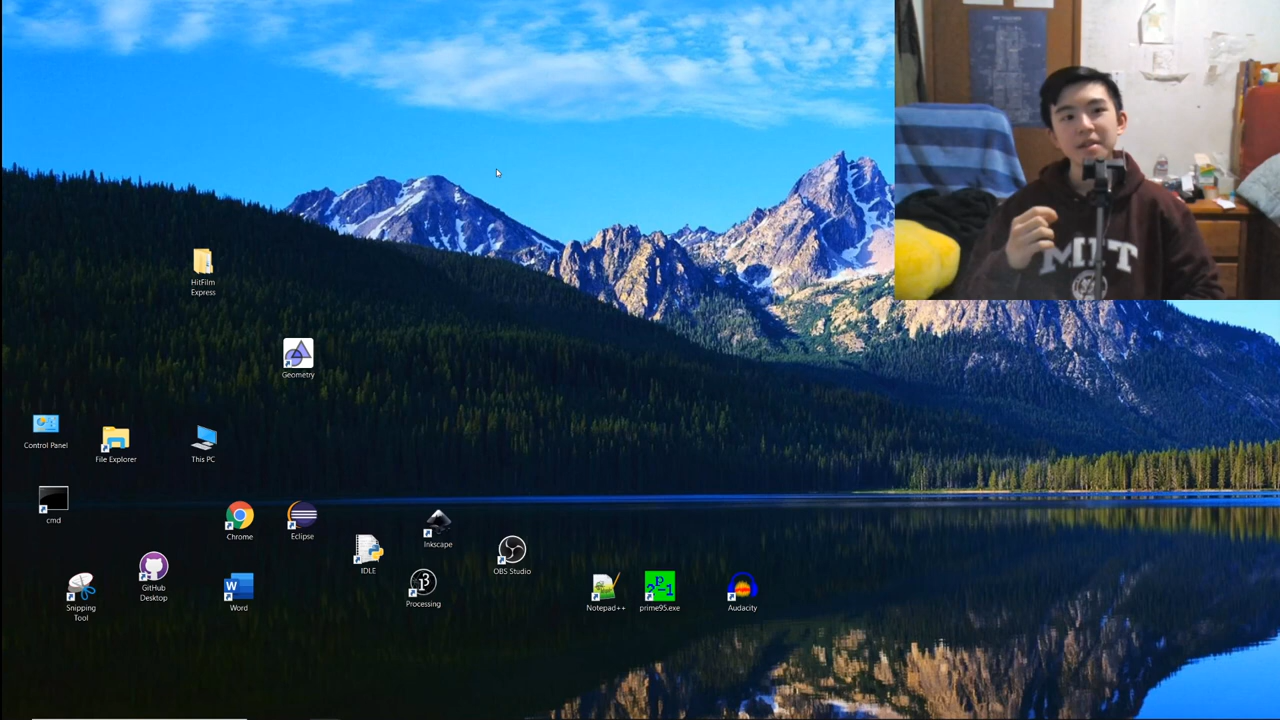 HitFilm
Express
Geometry
Control Panel
File Explorer
This PC
cmd
Chrome
Eclipse
IDLE
Inkscape
OBS Studio
Snipping
Tool
GitHub
Desktop
Word
Processing
Notepad++
prime95.exe
Audacity
MIT